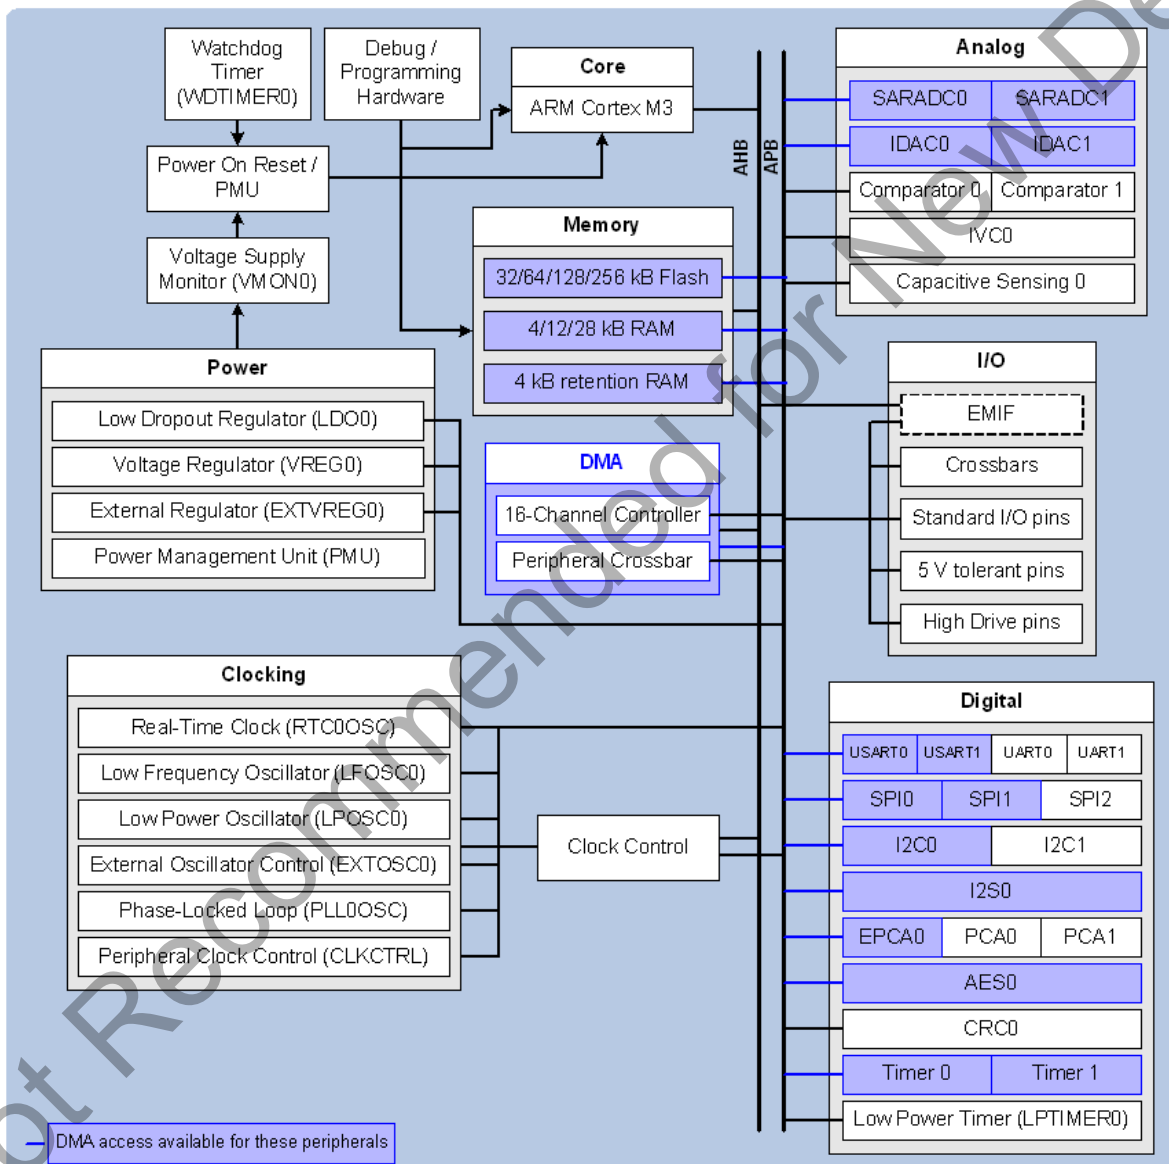 Watchdog
Timer
(WDTIMER0)
Debug /
Programming
Hardware
Core
ARM Cortex M3
Power On Reset /
PMU
Voltage Supply
Monitor (VMON0)
AHB
APB
Analog
SARADC0
SARADC1
IDAC0
IDAC1
Comparator 0
Comparator 1
IVC0
Capacitive Sensing 0
Memory
32/64/128/256 kB Flash
4/12/28 kB RAM
4 kB retention RAM
Power
Low Dropout Regulator (LDO0)
Voltage Regulator (VREG0)
External Regulator (EXTVREG0)
Power Management Unit (PMU)
DMA
16-Channel Controller
Peripheral Crossbar
I/O
EMIF
Crossbars
Standard I/O pins
5 V tolerant pins
High Drive pins
Clocking
Real-Time Clock (RTC0OSC)
Low Frequency Oscillator (LFOSC0)
Low Power Oscillator (LPOSC0)
External Oscillator Control (EXTOSC0)
Phase-Locked Loop (PLL0OSC)
Peripheral Clock Control (CLKCTRL)
Clock Control
Digital
USART0
USART1
UART0
UART1
SPI0
SPI1
SPI2
I2C0
I2C1
I2S0
EPCA0
PCA0
PCA1
AES0
CRC0
Timer 0
Timer 1
Low Power Timer (LPTIMER0)
DMA access available for these peripherals
Recommended for New